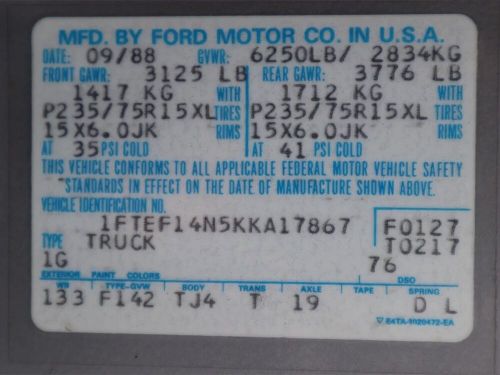 MFD. BY FORD MOTOR CO. IN U.S.A.
DATE: 09/88 GVWR: 6250LB/ 2834KG
FRONT GAWR: 3125 LB REAR GAWR: 3776 LB
1417 KG WITH 1712 KG WITH
P235/75R15XL TIRES P235/75R15XL TIRES
15X6.0JK RIMS 15X6.0JK RIMS
AT 35 PSI COLD AT 41 PSI COLD
THIS VEHICLE CONFORMS TO ALL APPLICABLE FEDERAL MOTOR VEHICLE SAFETY
STANDARDS IN EFFECT ON THE DATE OF MANUFACTURE SHOWN ABOVE.
VEHICLE IDENTIFICATION NO.
1FTEF14N5KKA17867 F0127
TYPE TRUCK T0217
1G 76
EXTERIOR PAINT COLORS DSO
WB TYPE-GVW BODY TRANS AXLE TAPE SPRING
133 F142 TJ4 T 19 D L
E4TA-1020472-EA